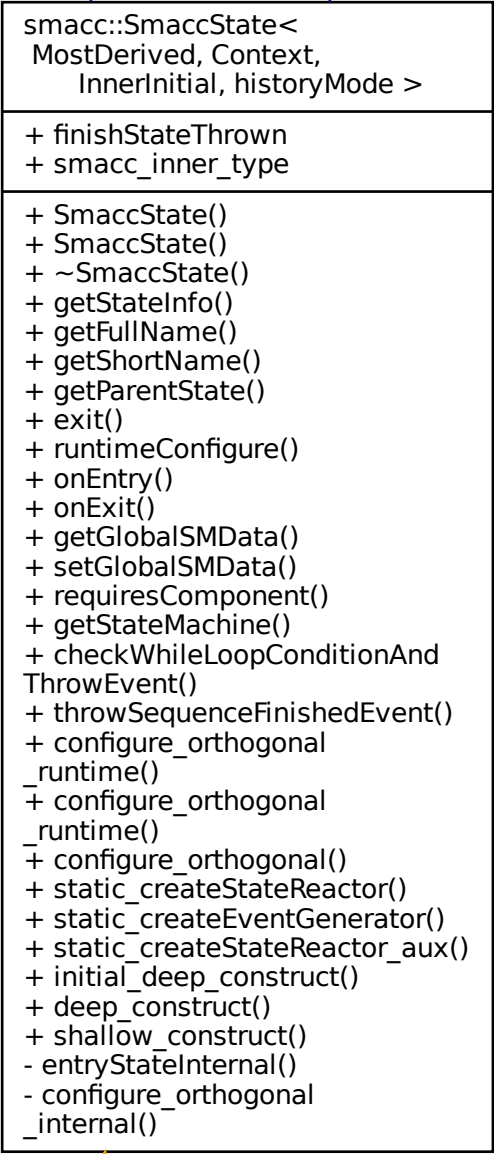 smacc::SmaccState<
MostDerived, Context,
InnerInitial, historyMode >
+ finishStateThrown
+ smacc_inner_type
+ SmaccState()
+ SmaccState()
+ ~SmaccState()
+ getStateInfo()
+ getFullName()
+ getShortName()
+ getParentState()
+ exit()
+ runtimeConfigure()
+ onEntry()
+ onExit()
+ getGlobalSMData()
+ setGlobalSMData()
+ requiresComponent()
+ getStateMachine()
+ checkWhileLoopConditionAnd
ThrowEvent()
+ throwSequenceFinishedEvent()
+ configure_orthogonal
_runtime()
+ configure_orthogonal
_runtime()
+ configure_orthogonal()
+ static_createStateReactor()
+ static_createEventGenerator()
+ static_createStateReactor_aux()
+ initial_deep_construct()
+ deep_construct()
+ shallow_construct()
- entryStateInternal()
- configure_orthogonal
_internal()